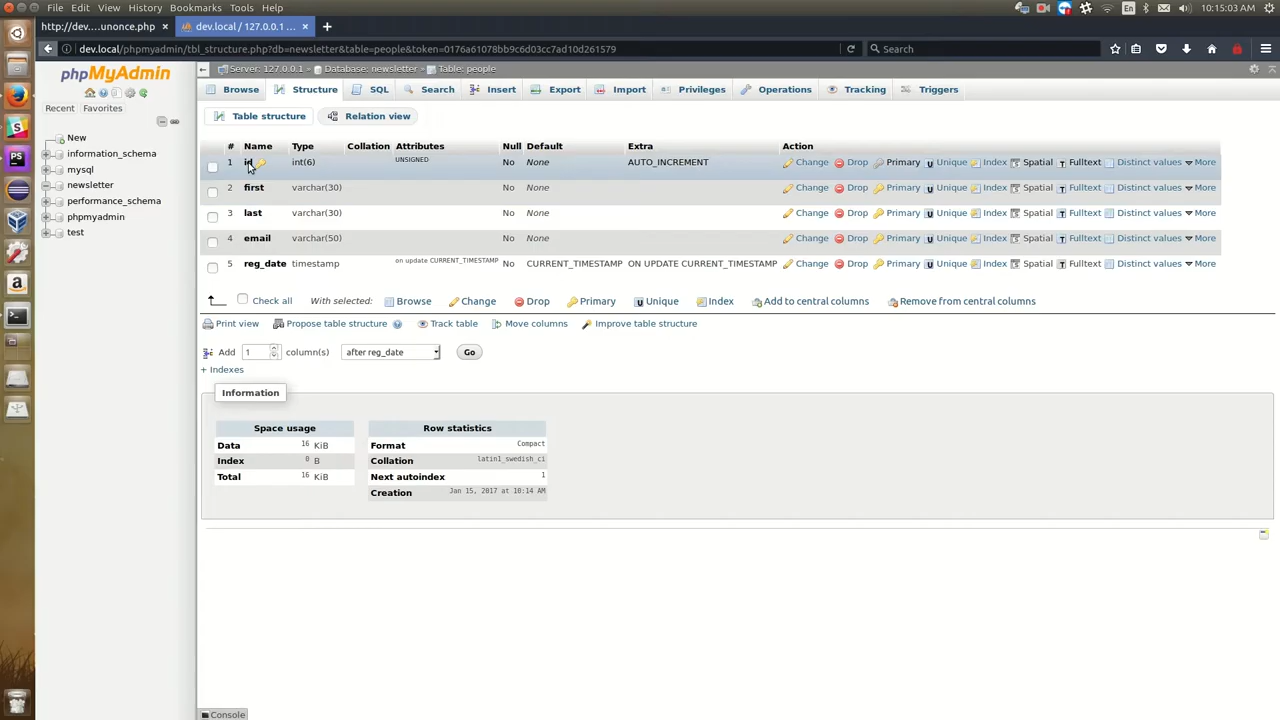 File Edit View History Bookmarks Tools Help En 10:15:03 AM
http://dev....unonce.php × dev.local / 127.0.0.1 ... × +
dev.local/phpmyadmin/tbl_structure.php?db=newsletter&table=people&token=0176a61078bb9c6d03cc7ad10d261579 Search
phpMyAdmin
Recent Favorites
New
information_schema
mysql
newsletter
performance_schema
phpmyadmin
test
Server: 127.0.0.1 » Database: newsletter » Table: people
Browse Structure SQL Search Insert Export Import Privileges Operations Tracking Triggers
Table structure Relation view
# Name Type Collation Attributes Null Default Extra Action
1 id int(6) UNSIGNED No None AUTO_INCREMENT Change Drop Primary Unique Index Spatial Fulltext Distinct values More
2 first varchar(30) No None Change Drop Primary Unique Index Spatial Fulltext Distinct values More
3 last varchar(30) No None Change Drop Primary Unique Index Spatial Fulltext Distinct values More
4 email varchar(50) No None Change Drop Primary Unique Index Spatial Fulltext Distinct values More
5 reg_date timestamp on update CURRENT_TIMESTAMP No CURRENT_TIMESTAMP ON UPDATE CURRENT_TIMESTAMP Change Drop Primary Unique Index Spatial Fulltext Distinct values More
Check all With selected: Browse Change Drop Primary Unique Index Add to central columns Remove from central columns
Print view Propose table structure Track table Move columns Improve table structure
Add 1 column(s) after reg_date Go
+ Indexes
Information
Space usage
Data 16 KiB
Index 0 B
Total 16 KiB
Row statistics
Format Compact
Collation latin1_swedish_ci
Next autoindex 1
Creation Jan 15, 2017 at 10:14 AM
Console